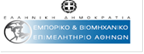 ΕΛΛΗΝΙΚΗ ΔΗΜΟΚΡΑΤΙΑ
ΕΜΠΟΡΙΚΟ & ΒΙΟΜΗΧΑΝΙΚΟ
ΕΠΙΜΕΛΗΤΗΡΙΟ ΑΘΗΝΩΝ